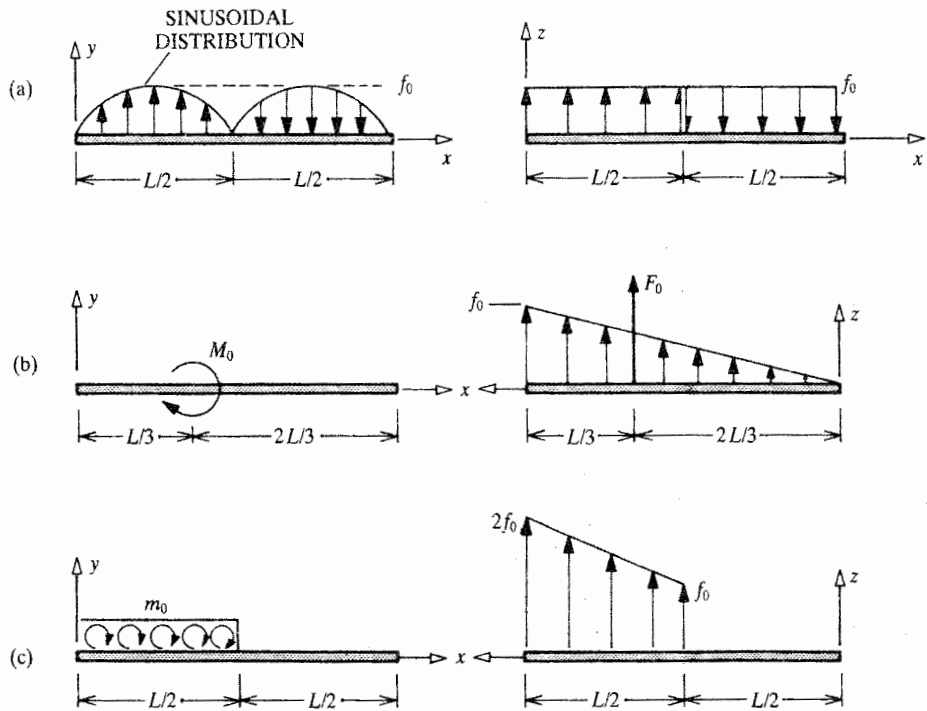 SINUSOIDAL
DISTRIBUTION
(a)
y
f₀
x
L/2
L/2
z
f₀
x
L/2
L/2
(b)
y
M₀
x
L/3
2L/3
f₀
F₀
z
x
L/3
2L/3
(c)
y
m₀
x
L/2
L/2
2f₀
f₀
z
x
L/2
L/2